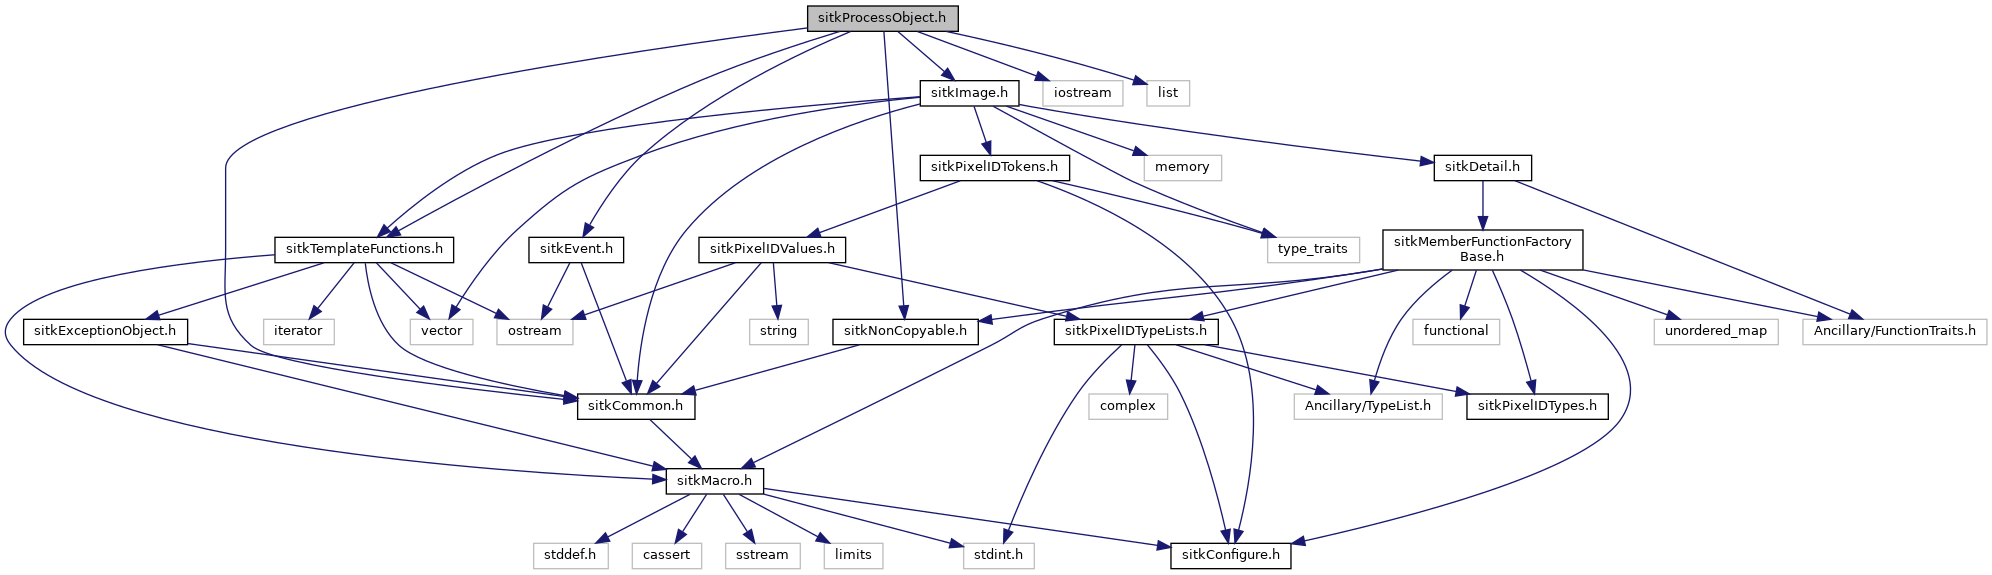 sitkProcessObject.h
sitkImage.h
iostream
list
sitkPixelIDTokens.h
memory
sitkDetail.h
sitkTemplateFunctions.h
sitkEvent.h
sitkPixelIDValues.h
type_traits
sitkMemberFunctionFactory
Base.h
sitkExceptionObject.h
iterator
vector
ostream
string
sitkNonCopyable.h
sitkPixelIDTypeLists.h
functional
unordered_map
Ancillary/FunctionTraits.h
sitkCommon.h
complex
Ancillary/TypeList.h
sitkPixelIDTypes.h
sitkMacro.h
stddef.h
cassert
sstream
limits
stdint.h
sitkConfigure.h